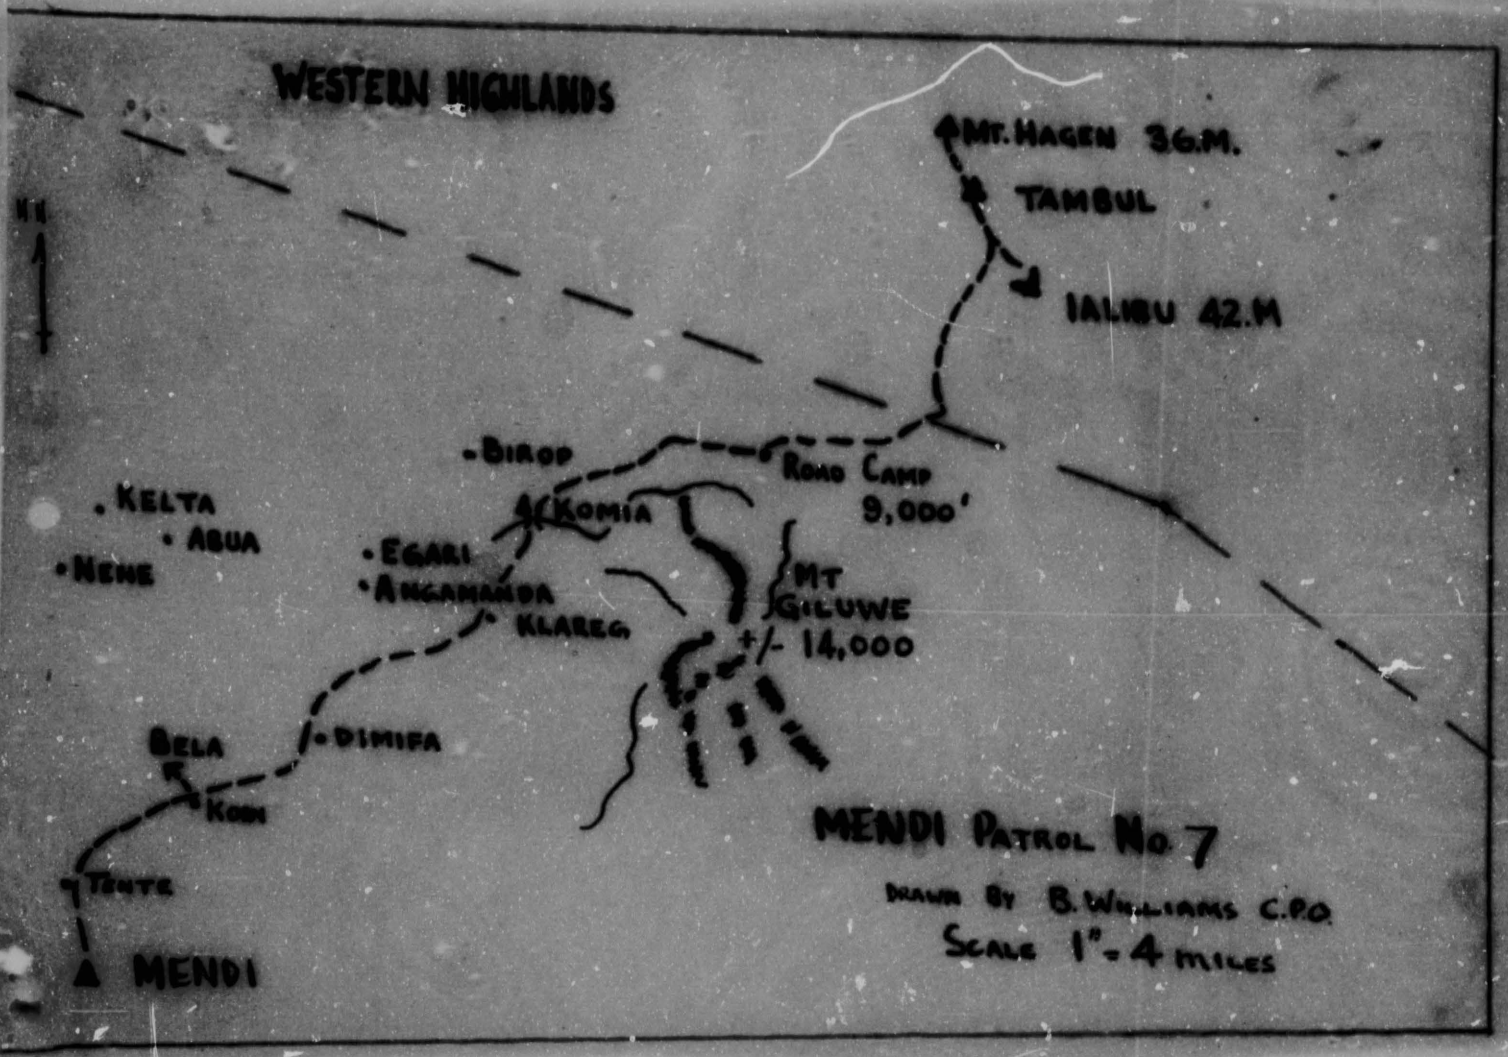 WESTERN HIGHLANDS
MT. HAGEN 36.M.
TAMBUL
IALIBU 42.M
BIROP
ROAD CAMP
9,000'
KELTA
KOMIA
ABUA
EGARI
NENE
ANGAMANDA
MT
GILUWE
KLAREG
+/- 14,000
DIMIFA
BELA
KODI
MENDI PATROL NO. 7
TENTE
DRAWN BY B. WILLIAMS C.P.O.
SCALE 1" = 4 MILES
MENDI